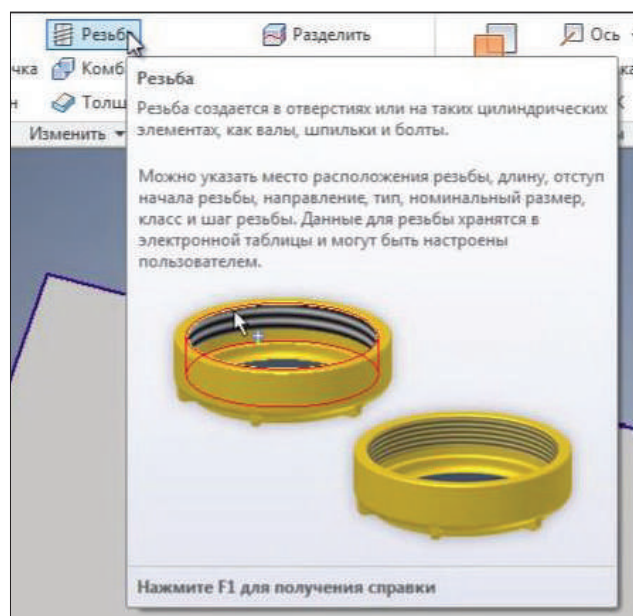 Резьба
Разделить
Ось
чка
Комб
Толщ
Изменить
Резьба
Резьба создается в отверстиях или на таких цилиндрических
элементах, как валы, шпильки и болты.
Можно указать место расположения резьбы, длину, отступ
начала резьбы, направление, тип, номинальный размер,
класс и шаг резьбы. Данные для резьбы хранятся в
электронной таблицы и могут быть настроены
пользователем.
Нажмите F1 для получения справки